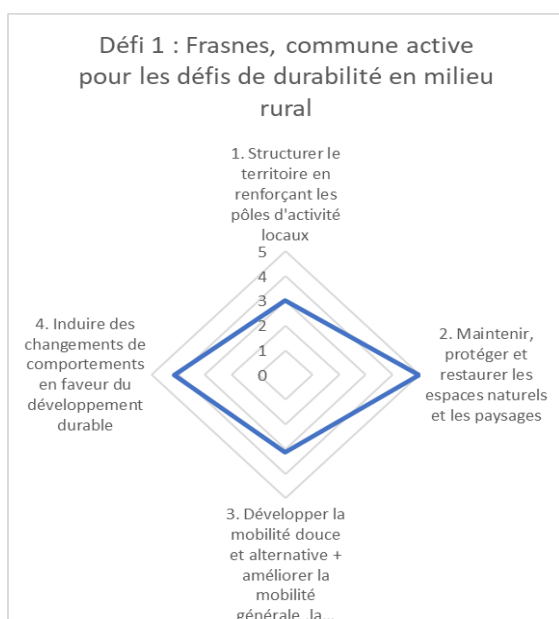 Défi 1 : Frasnes, commune active
pour les défis de durabilité en milieu
rural
1. Structurer le
territoire en
renforçant les
pôles d'activité
locaux
5
4
3
2
1
0
4. Induire des
changements de
comportements
en faveur du
développement
durable
2. Maintenir,
protéger et
restaurer les
espaces naturels
et les paysages
3. Développer la
mobilité douce
et alternative +
améliorer la
mobilité
générale ,la...